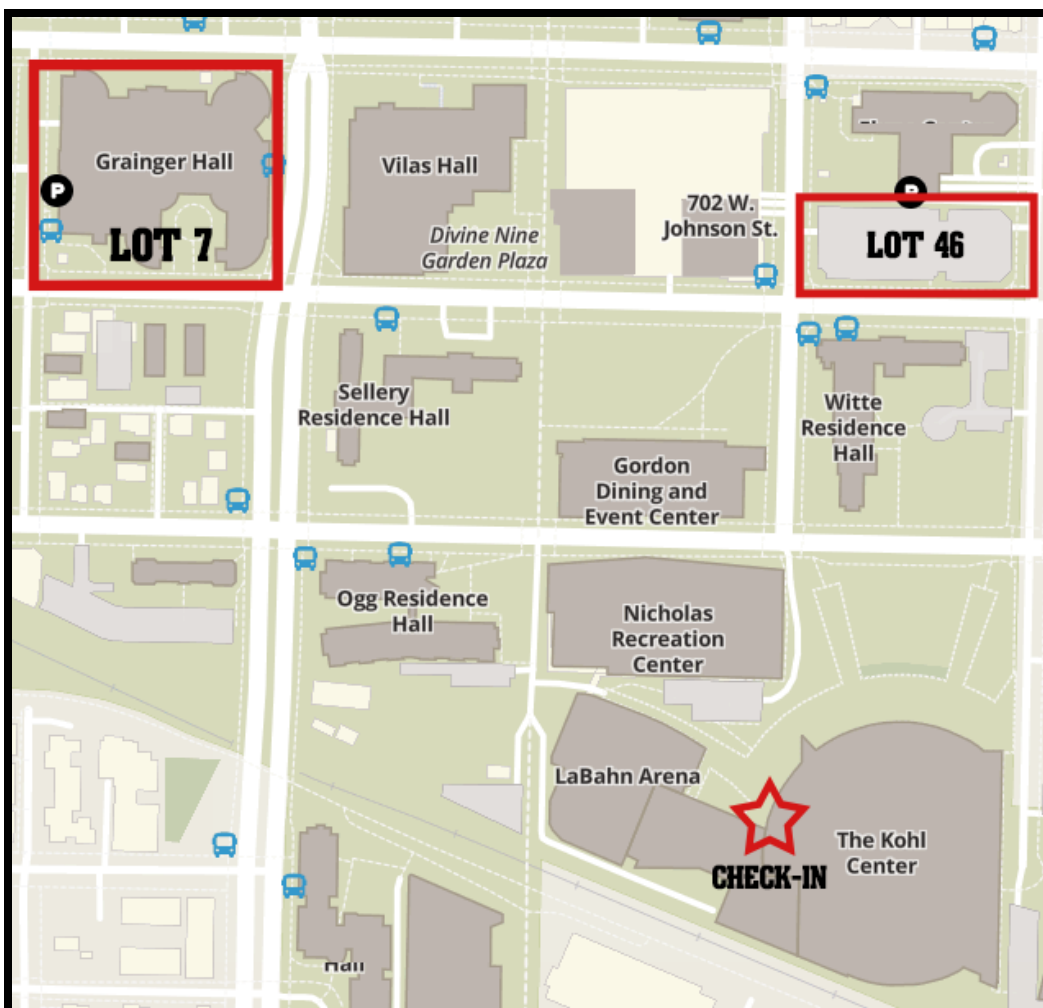 Grainger Hall
P
LOT 7
Vilas Hall
Divine Nine
Garden Plaza
702 W.
Johnson St.
LOT 46
Sellery
Residence Hall
Witte
Residence
Hall
Gordon
Dining and
Event Center
Ogg Residence
Hall
Nicholas
Recreation
Center
LaBahn Arena
CHECK-IN
The Kohl
Center
Hall